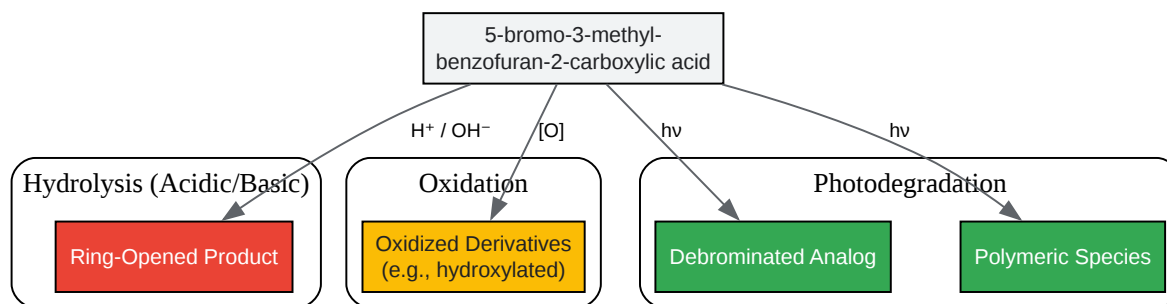 5-bromo-3-methyl-
benzofuran-2-carboxylic acid
H⁺ / OH⁻
[O]
hν
hν
Hydrolysis (Acidic/Basic)
Oxidation
Photodegradation
Ring-Opened Product
Oxidized Derivatives
(e.g., hydroxylated)
Debrominated Analog
Polymeric Species